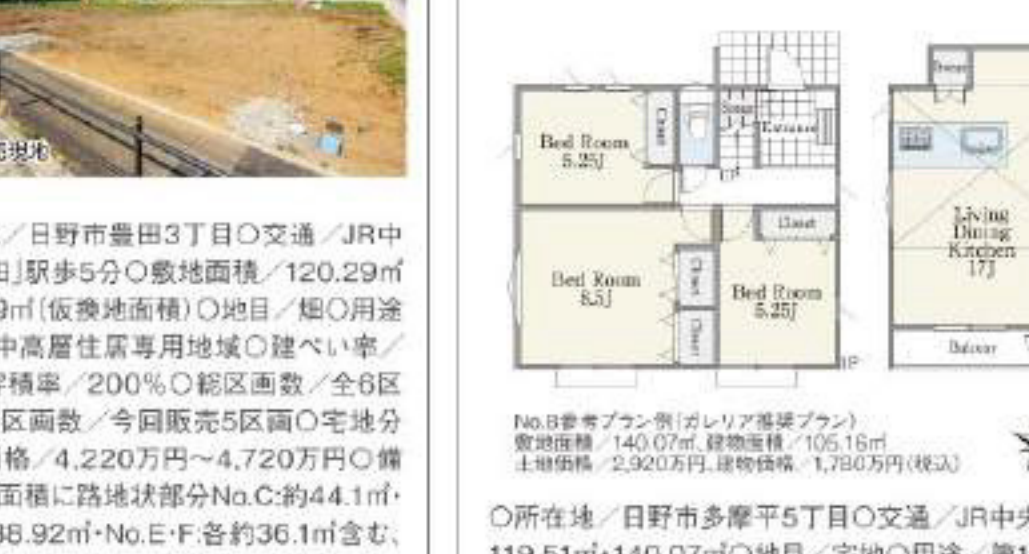 現地
／日野市豊田3丁目○交通／JR中
田」駅歩5分○敷地面積／120.29㎡
9㎡(仮換地面積)○地目／畑○用途
中高層住居専用地域○建ぺい率／
容積率／200%○総区画数／全6区
区画数／今回販売5区画○宅地分
格／4,220万円～4,720万円○備
面積に路地状部分No.C:約44.1㎡・
38.92㎡・No.E・F:各約36.1㎡含む、
Bed Room
5.25J
Closet
Storage
Entrance
UP
Bed Room
8.5J
Closet
Closet
Closet
Bed Room
5.25J
Storage
Living
Dining
Kitchen
17J
Balcony
No.B参考プラン例(ガレリア推奨プラン)
敷地面積／140.07㎡、建物面積／105.16㎡
土地価格／2,920万円、建物価格／1,780万円(税込)
○所在地／日野市多摩平5丁目○交通／JR中央
119.51㎡・140.07㎡○地目／宅地○用途／第